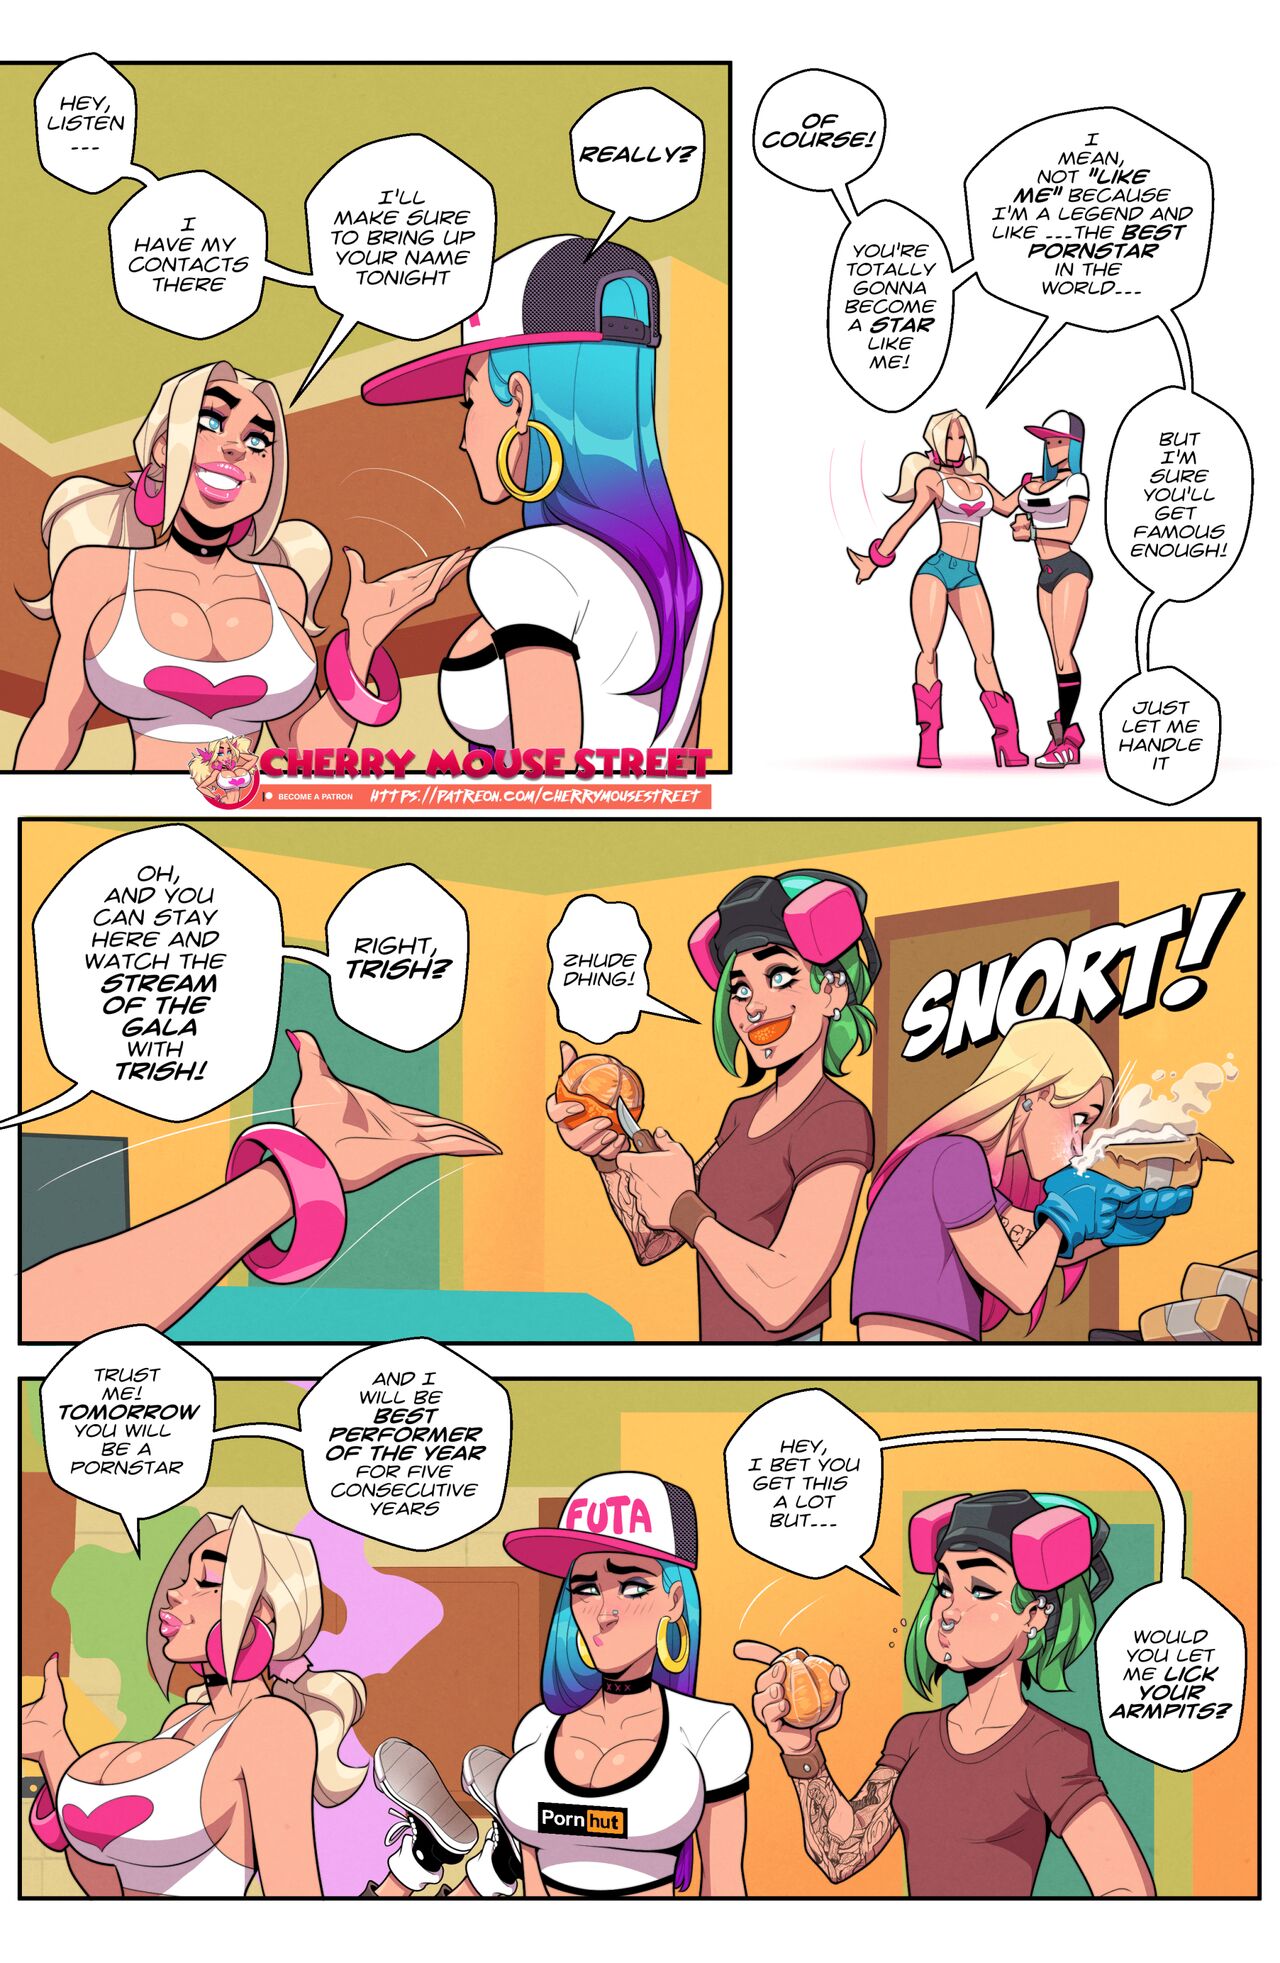 HEY,
LISTEN
---
I
HAVE MY
CONTACTS
THERE
I'LL
MAKE SURE
TO BRING UP
YOUR NAME
TONIGHT
REALLY?
OF
COURSE!
YOU'RE
TOTALLY
GONNA
BECOME
A STAR
LIKE
ME!
I
MEAN,
NOT "LIKE
ME" BECAUSE
I'M A LEGEND AND
LIKE ---THE BEST
PORNSTAR
IN THE
WORLD---
BUT
I'M
SURE
YOU'LL
GET
FAMOUS
ENOUGH!
JUST
LET ME
HANDLE
IT
CHERRY MOUSE STREET
BECOME A PATRON
HTTPS://PATREON.COM/CHERRYMOUSESTREET
OH,
AND YOU
CAN STAY
HERE AND
WATCH THE
STREAM
OF THE
GALA
WITH
TRISH!
RIGHT,
TRISH?
ZHUDE
DHING!
SNORT!
TRUST
ME!
TOMORROW
YOU WILL
BE A
PORNSTAR
AND I
WILL BE
BEST
PERFORMER
OF THE YEAR
FOR FIVE
CONSECUTIVE
YEARS
FUTA
XXX
Pornhut
HEY,
I BET YOU
GET THIS
A LOT
BUT---
WOULD
YOU LET
ME LICK
YOUR
ARMPITS?